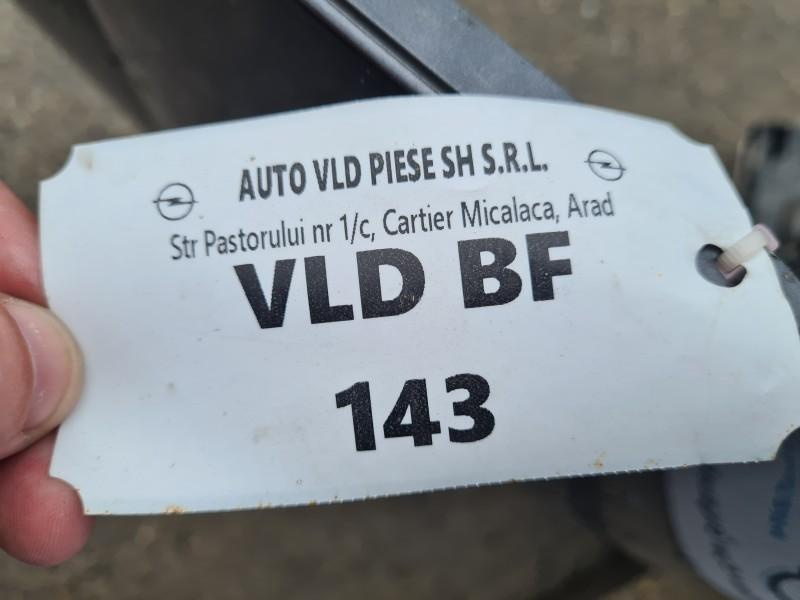 AUTO VLD PIESE SH S.R.L.
Str Pastorului nr 1/c, Cartier Micalaca, Arad
VLD BF
143